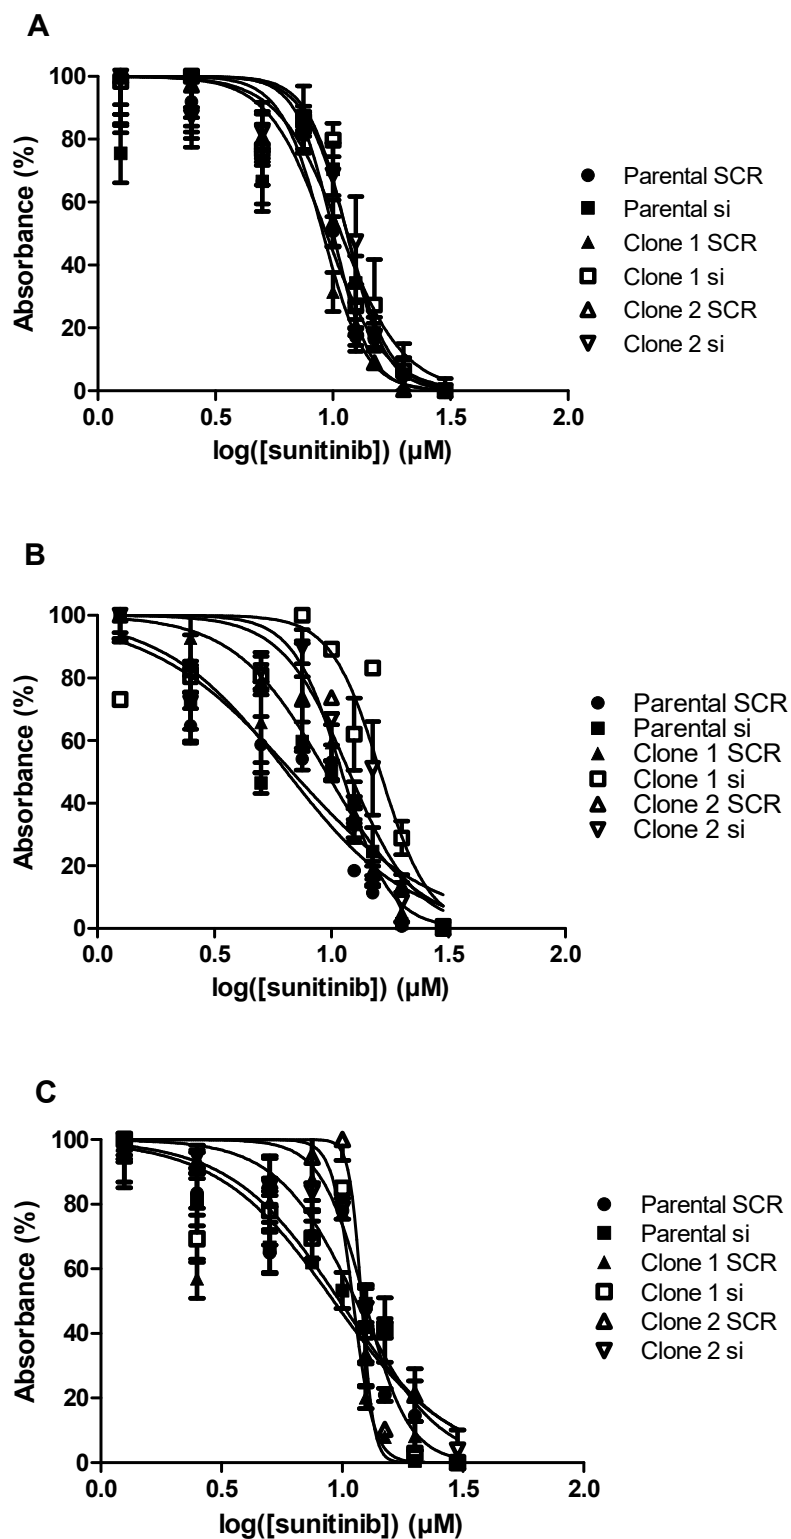 A
100
80
60
40
20
0
Absorbance (%)
0.0 0.5 1.0 1.5 2.0
log([sunitinib]) (µM)
Parental SCR
Parental si
Clone 1 SCR
Clone 1 si
Clone 2 SCR
Clone 2 si
B
100
80
60
40
20
0
Absorbance (%)
0.0 0.5 1.0 1.5 2.0
log([sunitinib]) (µM)
Parental SCR
Parental si
Clone 1 SCR
Clone 1 si
Clone 2 SCR
Clone 2 si
C
100
80
60
40
20
0
Absorbance (%)
0.0 0.5 1.0 1.5 2.0
log([sunitinib]) (µM)
Parental SCR
Parental si
Clone 1 SCR
Clone 1 si
Clone 2 SCR
Clone 2 si